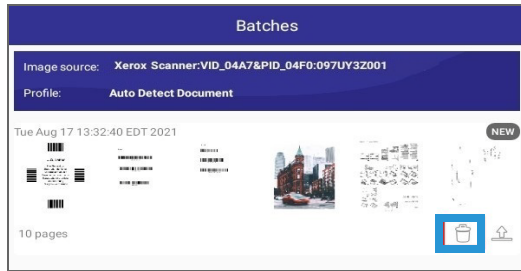 Batches
Image source: Xerox Scanner:VID_04A7&PID_04F0:097UY3Z001
Profile: Auto Detect Document
Tue Aug 17 13:32:40 EDT 2021 NEW
10 pages